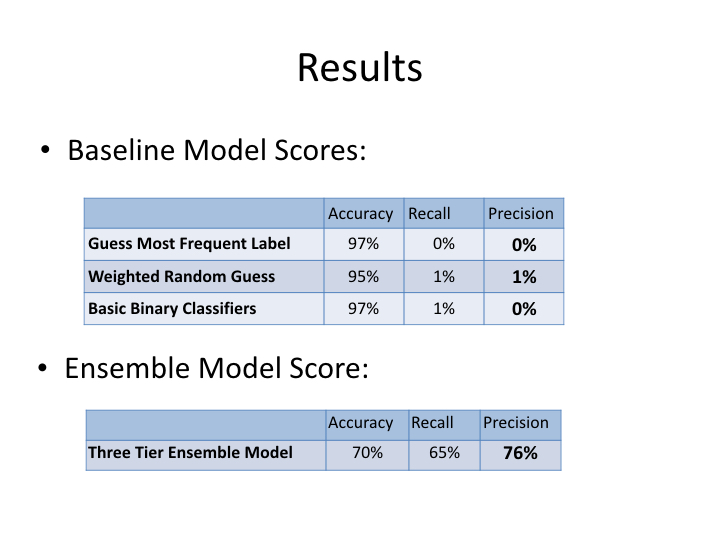 Results
• Baseline Model Scores:
Accuracy Recall Precision
Guess Most Frequent Label 97% 0% 0%
Weighted Random Guess 95% 1% 1%
Basic Binary Classifiers 97% 1% 0%
• Ensemble Model Score:
Accuracy Recall Precision
Three Tier Ensemble Model 70% 65% 76%